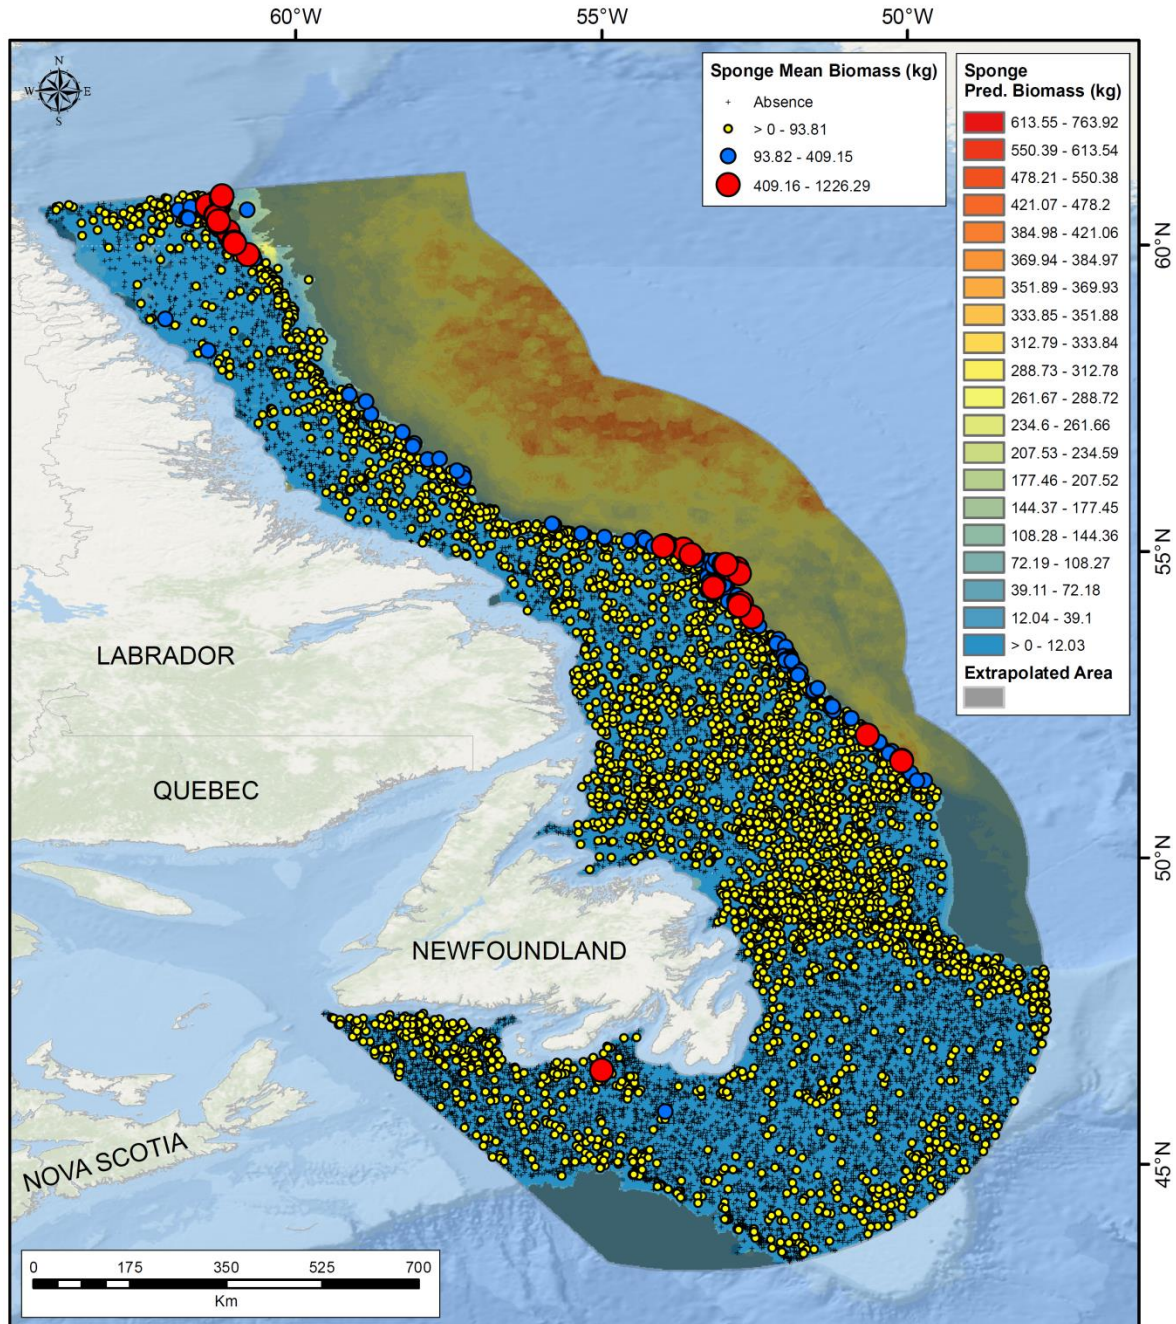 60°W
55°W
50°W
N
W
E
S
Sponge Mean Biomass (kg)
Absence
> 0 - 93.81
93.82 - 409.15
409.16 - 1226.29
Sponge
Pred. Biomass (kg)
613.55 - 763.92
550.39 - 613.54
478.21 - 550.38
421.07 - 478.2
384.98 - 421.06
369.94 - 384.97
351.89 - 369.93
333.85 - 351.88
312.79 - 333.84
288.73 - 312.78
261.67 - 288.72
234.6 - 261.66
207.53 - 234.59
177.46 - 207.52
144.37 - 177.45
108.28 - 144.36
72.19 - 108.27
39.11 - 72.18
12.04 - 39.1
> 0 - 12.03
Extrapolated Area
60°N
55°N
50°N
45°N
LABRADOR
QUEBEC
NEWFOUNDLAND
NOVA SCOTIA
0 175 350 525 700
Km